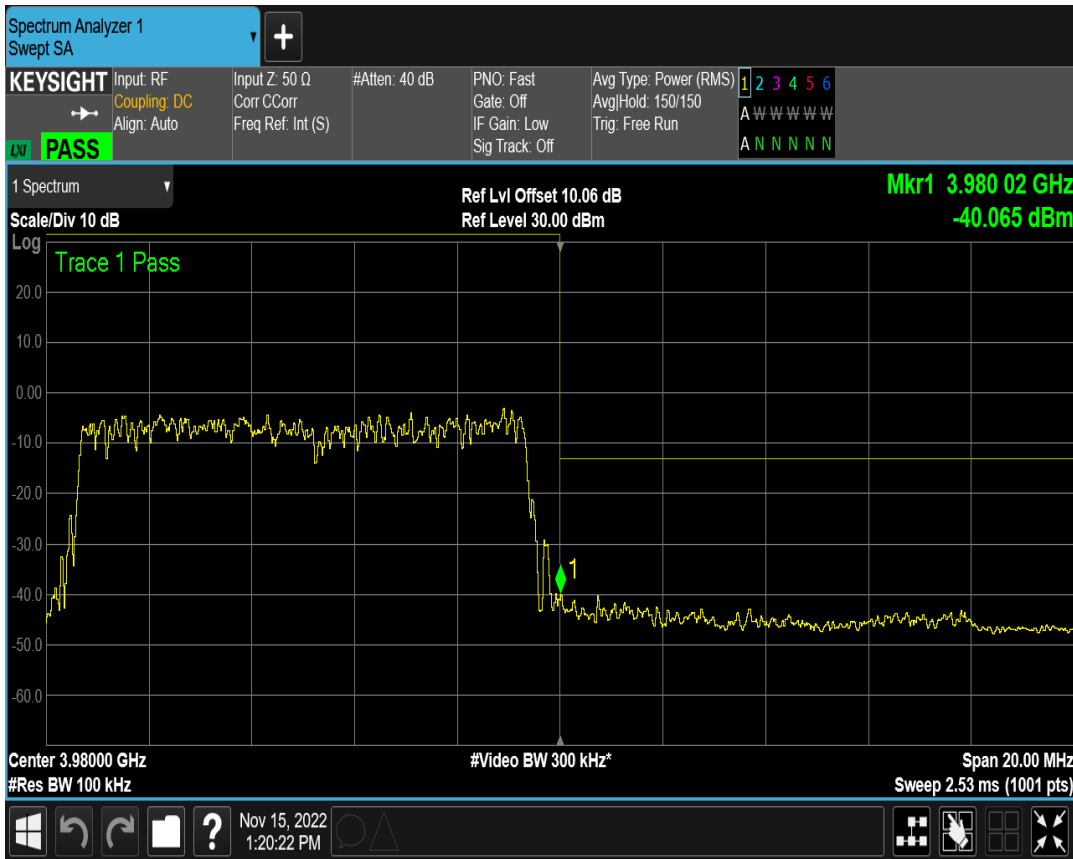 Spectrum Analyzer 1
Swept SA
+
KEYSIGHT
LXI PASS
Input: RF
Coupling: DC
Align: Auto
Input Z: 50 Ω
Corr CCorr
Freq Ref: Int (S)
#Atten: 40 dB
PNO: Fast
Gate: Off
IF Gain: Low
Sig Track: Off
Avg Type: Power (RMS)
Avg|Hold: 150/150
Trig: Free Run
1 2 3 4 5 6
A W W W W W
A N N N N N
1 Spectrum
Scale/Div 10 dB
Ref Lvl Offset 10.06 dB
Ref Level 30.00 dBm
Mkr1 3.980 02 GHz
-40.065 dBm
Log
Trace 1 Pass
20.0
10.0
0.00
-10.0
-20.0
-30.0
-40.0
-50.0
-60.0
1
Center 3.98000 GHz
#Res BW 100 kHz
#Video BW 300 kHz*
Span 20.00 MHz
Sweep 2.53 ms (1001 pts)
?
Nov 15, 2022
1:20:22 PM